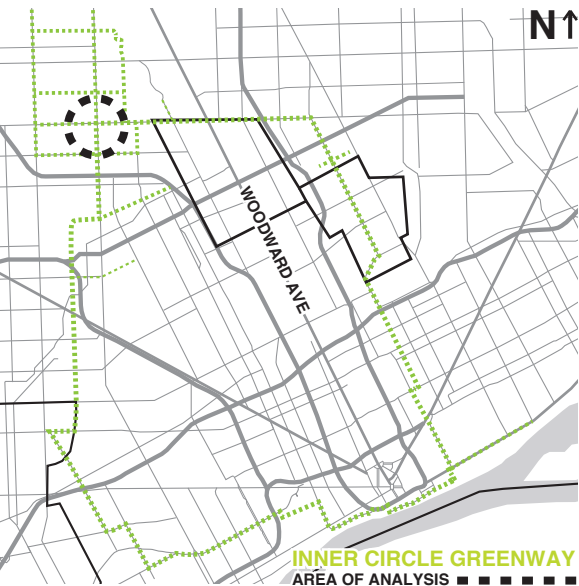 N↑
WOODWARD AVE
INNER CIRCLE GREENWAY
AREA OF ANALYSIS